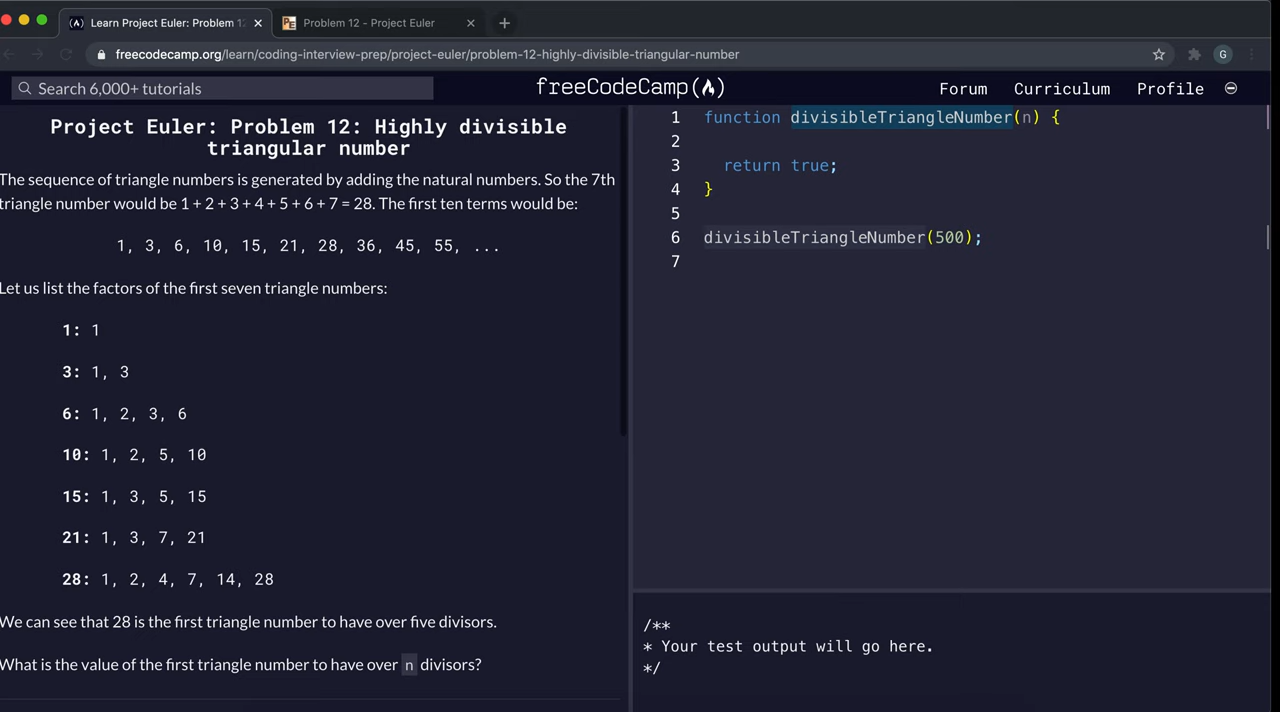 Learn Project Euler: Problem 12
Problem 12 - Project Euler
freecodecamp.org/learn/coding-interview-prep/project-euler/problem-12-highly-divisible-triangular-number
G
Search 6,000+ tutorials
freeCodeCamp
Forum
Curriculum
Profile
Project Euler: Problem 12: Highly divisible
triangular number
The sequence of triangle numbers is generated by adding the natural numbers. So the 7th
triangle number would be 1 + 2 + 3 + 4 + 5 + 6 + 7 = 28. The first ten terms would be:
1, 3, 6, 10, 15, 21, 28, 36, 45, 55, ...
Let us list the factors of the first seven triangle numbers:
1: 1
3: 1, 3
6: 1, 2, 3, 6
10: 1, 2, 5, 10
15: 1, 3, 5, 15
21: 1, 3, 7, 21
28: 1, 2, 4, 7, 14, 28
We can see that 28 is the first triangle number to have over five divisors.
What is the value of the first triangle number to have over n divisors?
1 function divisibleTriangleNumber(n) {
2
3 return true;
4 }
5
6 divisibleTriangleNumber(500);
7
/**
* Your test output will go here.
*/